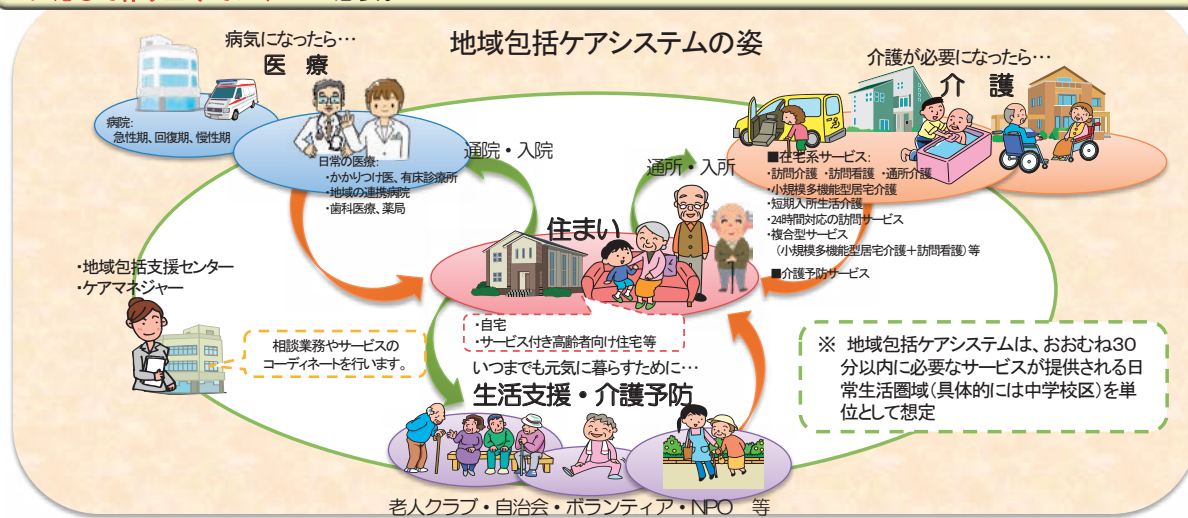 地域包括ケアシステムの姿
病気になったら…
医 療
病院:
急性期、回復期、慢性期
日常の医療:
・かかりつけ医、有床診療所
・地域の連携病院
・歯科医療、薬局
通院・入院
通所・入所
介護が必要になったら…
介 護
■在宅系サービス:
・訪問介護 ・訪問看護 ・通所介護
・小規模多機能型居宅介護
・短期入所生活介護
・24時間対応の訪問サービス
・複合型サービス
（小規模多機能型居宅介護＋訪問看護）等
■介護予防サービス
住まい
・自宅
・サービス付き高齢者向け住宅等
・地域包括支援センター
・ケアマネジャー
相談業務やサービスの
コーディネートを行います。
いつまでも元気に暮らすために…
生活支援・介護予防
老人クラブ・自治会・ボランティア・NPO 等
※ 地域包括ケアシステムは、おおむね30
分以内に必要なサービスが提供される日
常生活圏域（具体的には中学校区）を単
位として想定